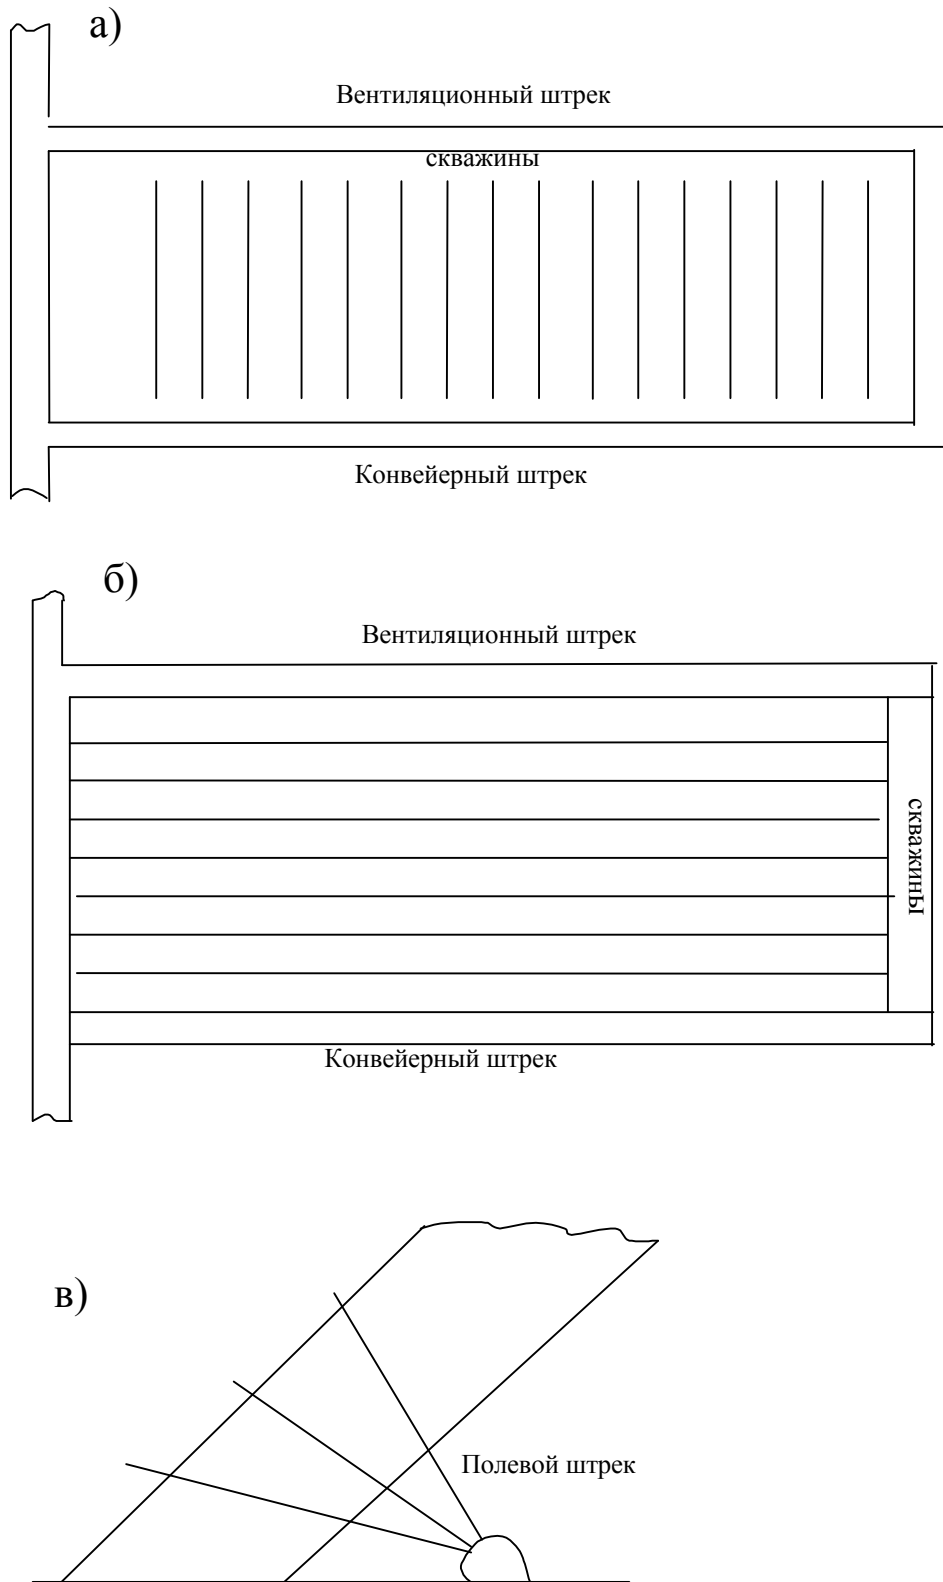 а)
Вентиляционный штрек
скважины
Конвейерный штрек
б)
Вентиляционный штрек
скважины
Конвейерный штрек
в)
Полевой штрек